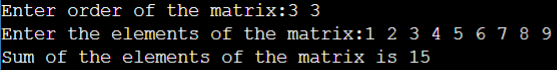 Enter order of the matrix:3 3
Enter the elements of the matrix:1 2 3 4 5 6 7 8 9
Sum of the elements of the matrix is 15